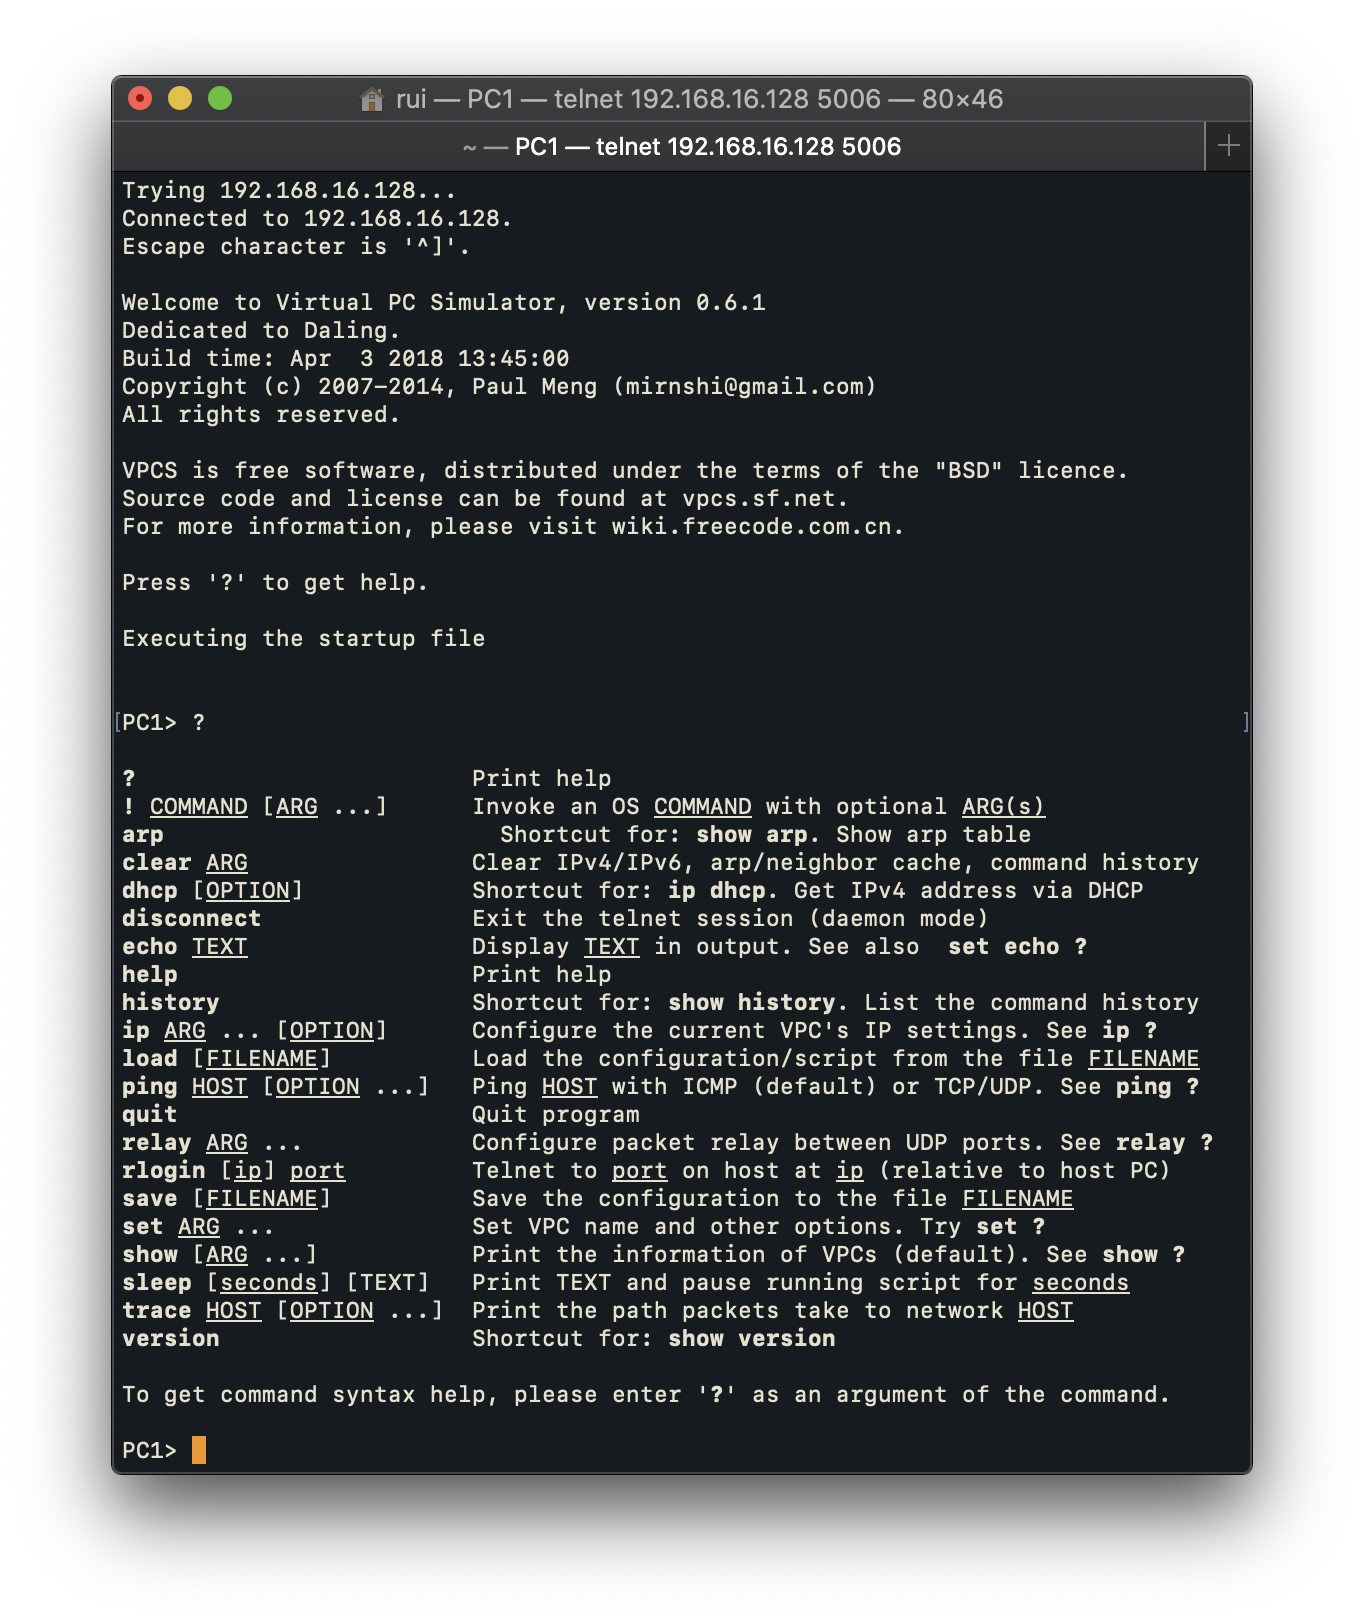 rui — PC1 — telnet 192.168.16.128 5006 — 80×46
~ — PC1 — telnet 192.168.16.128 5006
Trying 192.168.16.128...
Connected to 192.168.16.128.
Escape character is '^]'.
Welcome to Virtual PC Simulator, version 0.6.1
Dedicated to Daling.
Build time: Apr  3 2018 13:45:00
Copyright (c) 2007-2014, Paul Meng (mirnshi@gmail.com)
All rights reserved.
VPCS is free software, distributed under the terms of the "BSD" licence.
Source code and license can be found at vpcs.sf.net.
For more information, please visit wiki.freecode.com.cn.
Press '?' to get help.
Executing the startup file
[PC1> ? ]
?                        Print help
! COMMAND [ARG ...]      Invoke an OS COMMAND with optional ARG(s)
arp                        Shortcut for: show arp. Show arp table
clear ARG                Clear IPv4/IPv6, arp/neighbor cache, command history
dhcp [OPTION]            Shortcut for: ip dhcp. Get IPv4 address via DHCP
disconnect               Exit the telnet session (daemon mode)
echo TEXT                Display TEXT in output. See also  set echo ?
help                     Print help
history                  Shortcut for: show history. List the command history
ip ARG ... [OPTION]      Configure the current VPC's IP settings. See ip ?
load [FILENAME]          Load the configuration/script from the file FILENAME
ping HOST [OPTION ...]   Ping HOST with ICMP (default) or TCP/UDP. See ping ?
quit                     Quit program
relay ARG ...            Configure packet relay between UDP ports. See relay ?
rlogin [ip] port         Telnet to port on host at ip (relative to host PC)
save [FILENAME]          Save the configuration to the file FILENAME
set ARG ...              Set VPC name and other options. Try set ?
show [ARG ...]           Print the information of VPCs (default). See show ?
sleep [seconds] [TEXT]   Print TEXT and pause running script for seconds
trace HOST [OPTION ...]  Print the path packets take to network HOST
version                  Shortcut for: show version
To get command syntax help, please enter '?' as an argument of the command.
PC1>